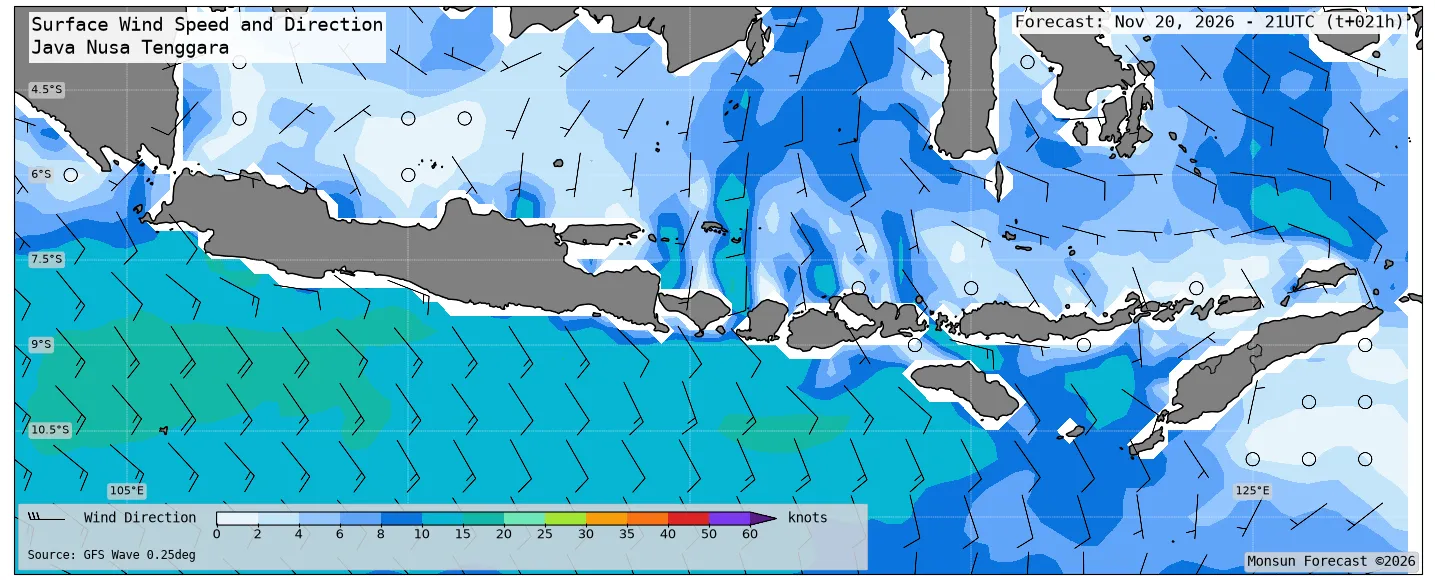 Surface Wind Speed and Direction
Java Nusa Tenggara
Forecast: Nov 20, 2026 - 21UTC (t+021h)
4.5°S
6°S
7.5°S
9°S
10.5°S
105°E
125°E
Wind Direction
0 2 4 6 8 10 15 20 25 30 35 40 50 60
knots
Source: GFS Wave 0.25deg
Monsun Forecast ©2026